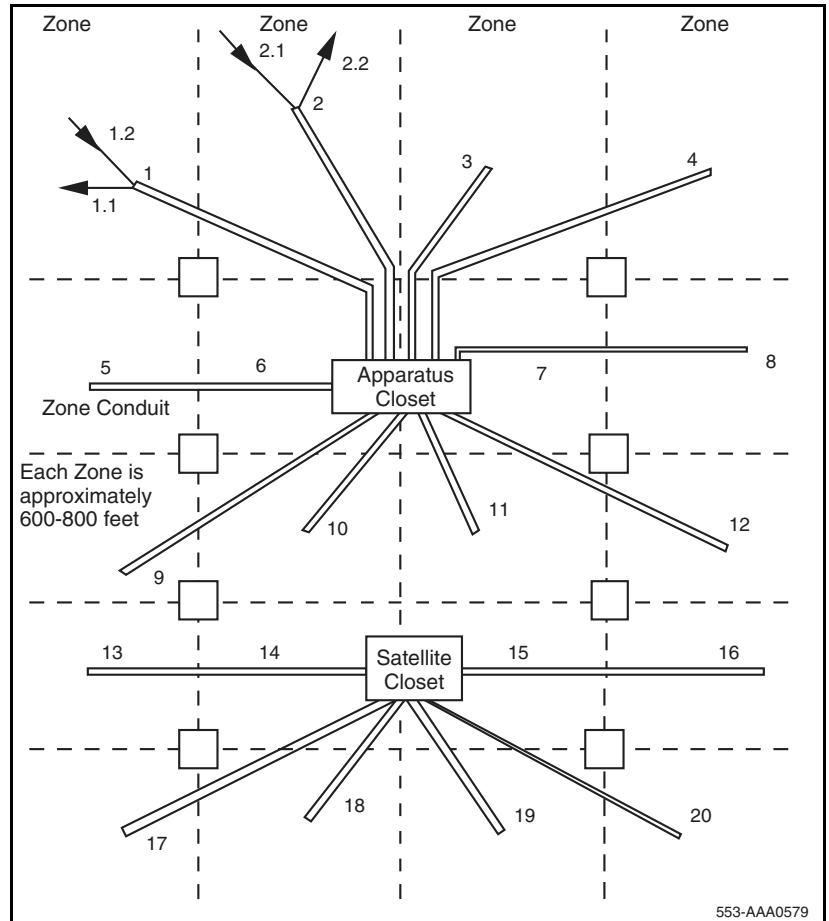 Zone Zone Zone Zone
2.1
2.2
2
1.2
1
1.1
3
4
5 6
Zone Conduit
Apparatus
Closet
7 8
Each Zone is
approximately
600-800 feet
9
10
11
12
13 14
Satellite
Closet
15 16
17
18
19
20
553-AAA0579